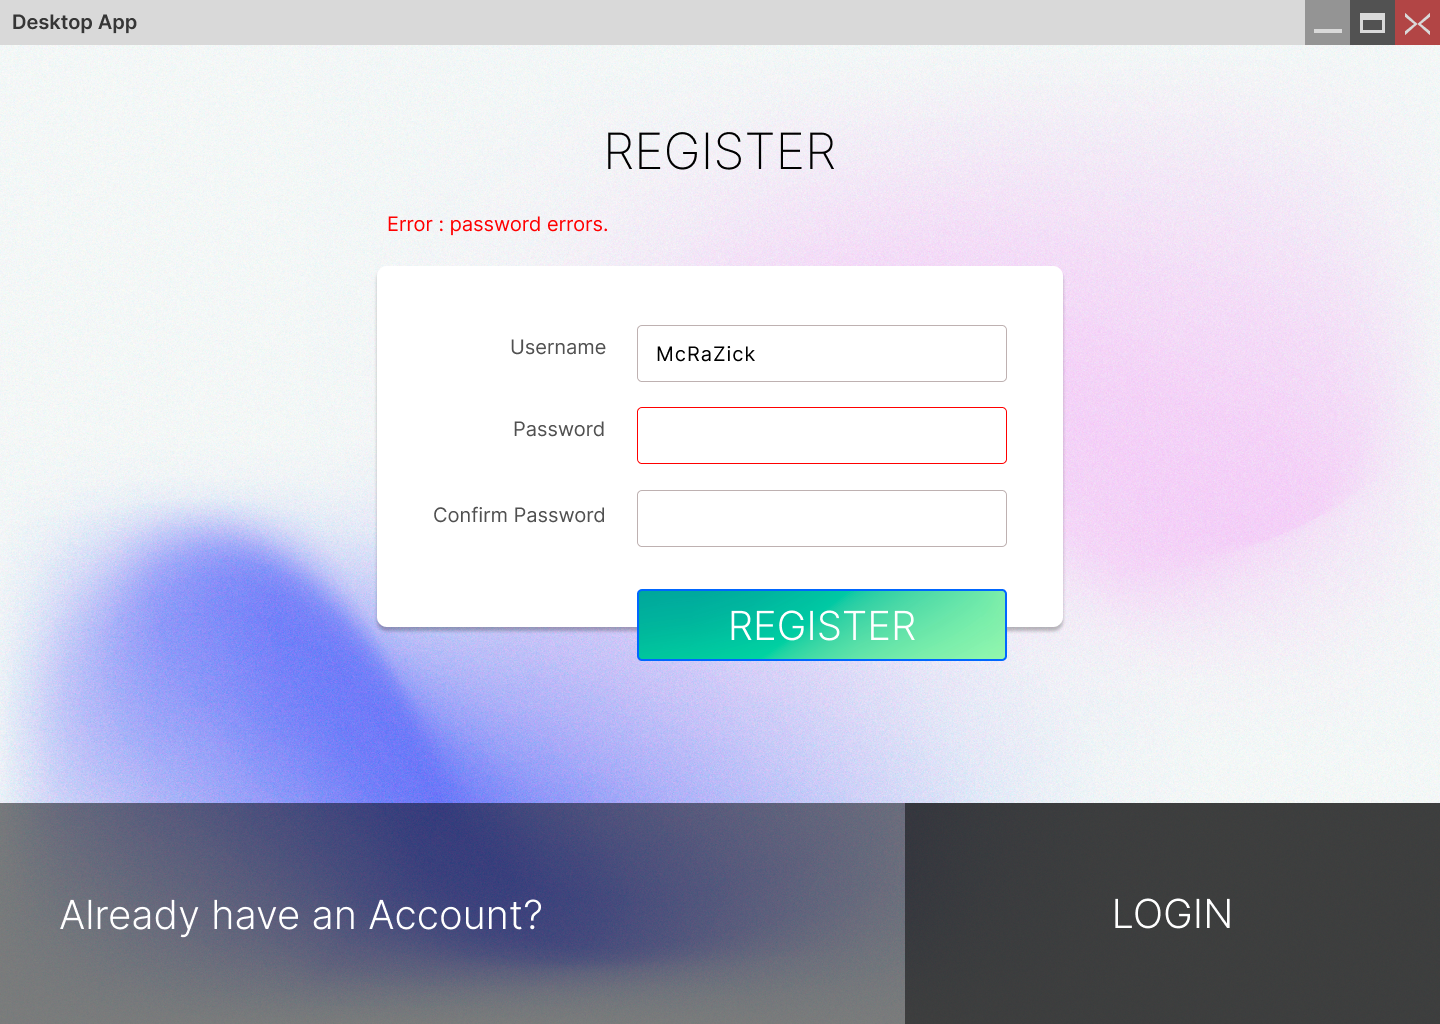 Desktop App
REGISTER
Error : password errors.
Username
McRaZick
Password
Confirm Password
REGISTER
Already have an Account?
LOGIN